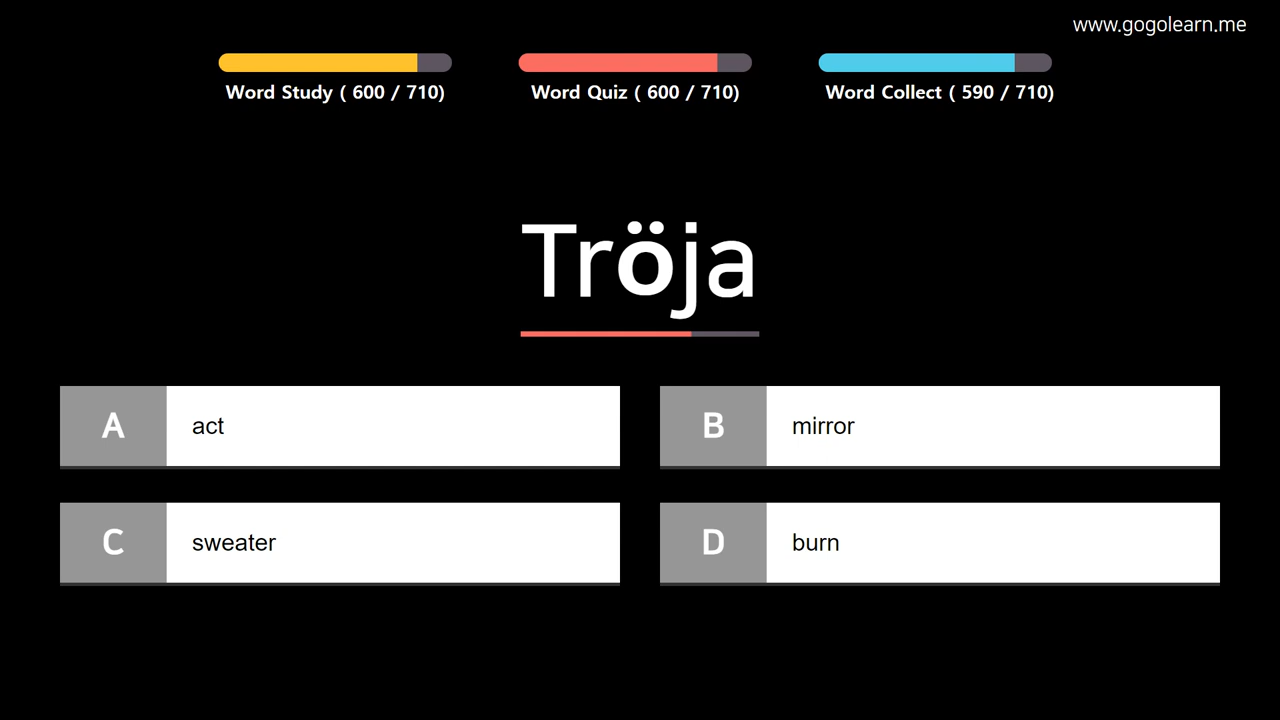 www.gogolearn.me
Word Study ( 600 / 710)
Word Quiz ( 600 / 710)
Word Collect ( 590 / 710)
Tröja
A
act
B
mirror
C
sweater
D
burn